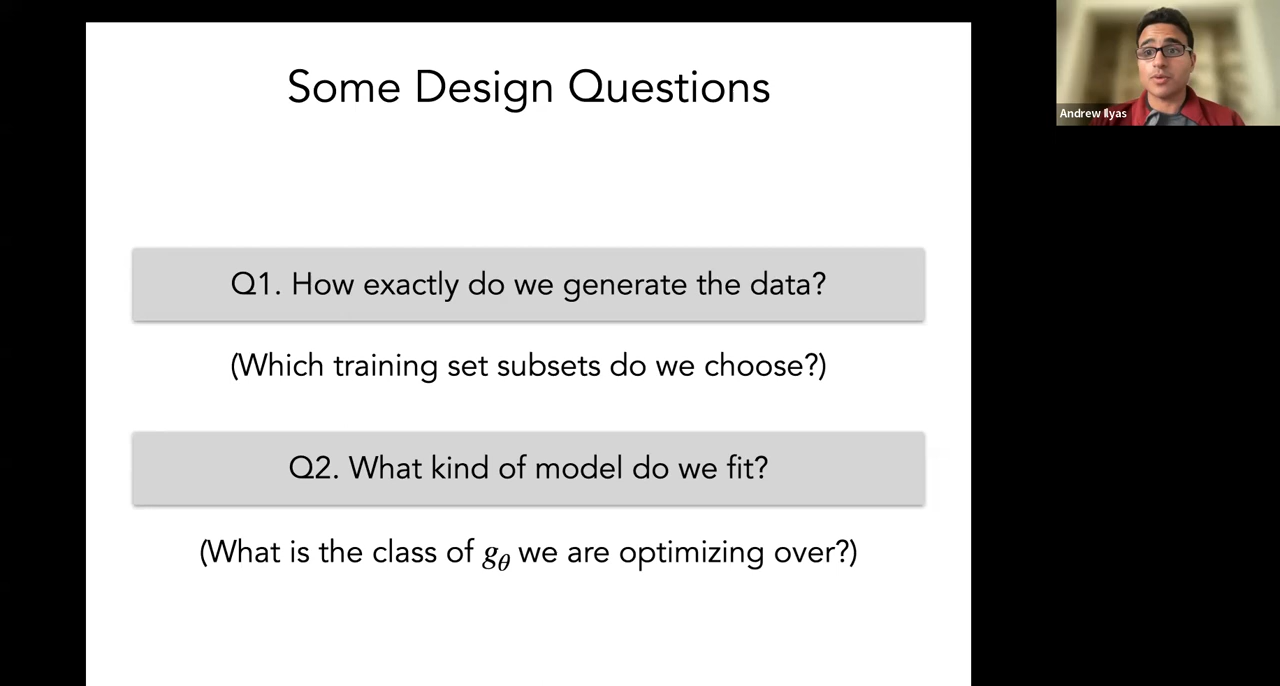 Some Design Questions
Andrew Ilyas
Q1. How exactly do we generate the data?
(Which training set subsets do we choose?)
Q2. What kind of model do we fit?
(What is the class of gθ we are optimizing over?)